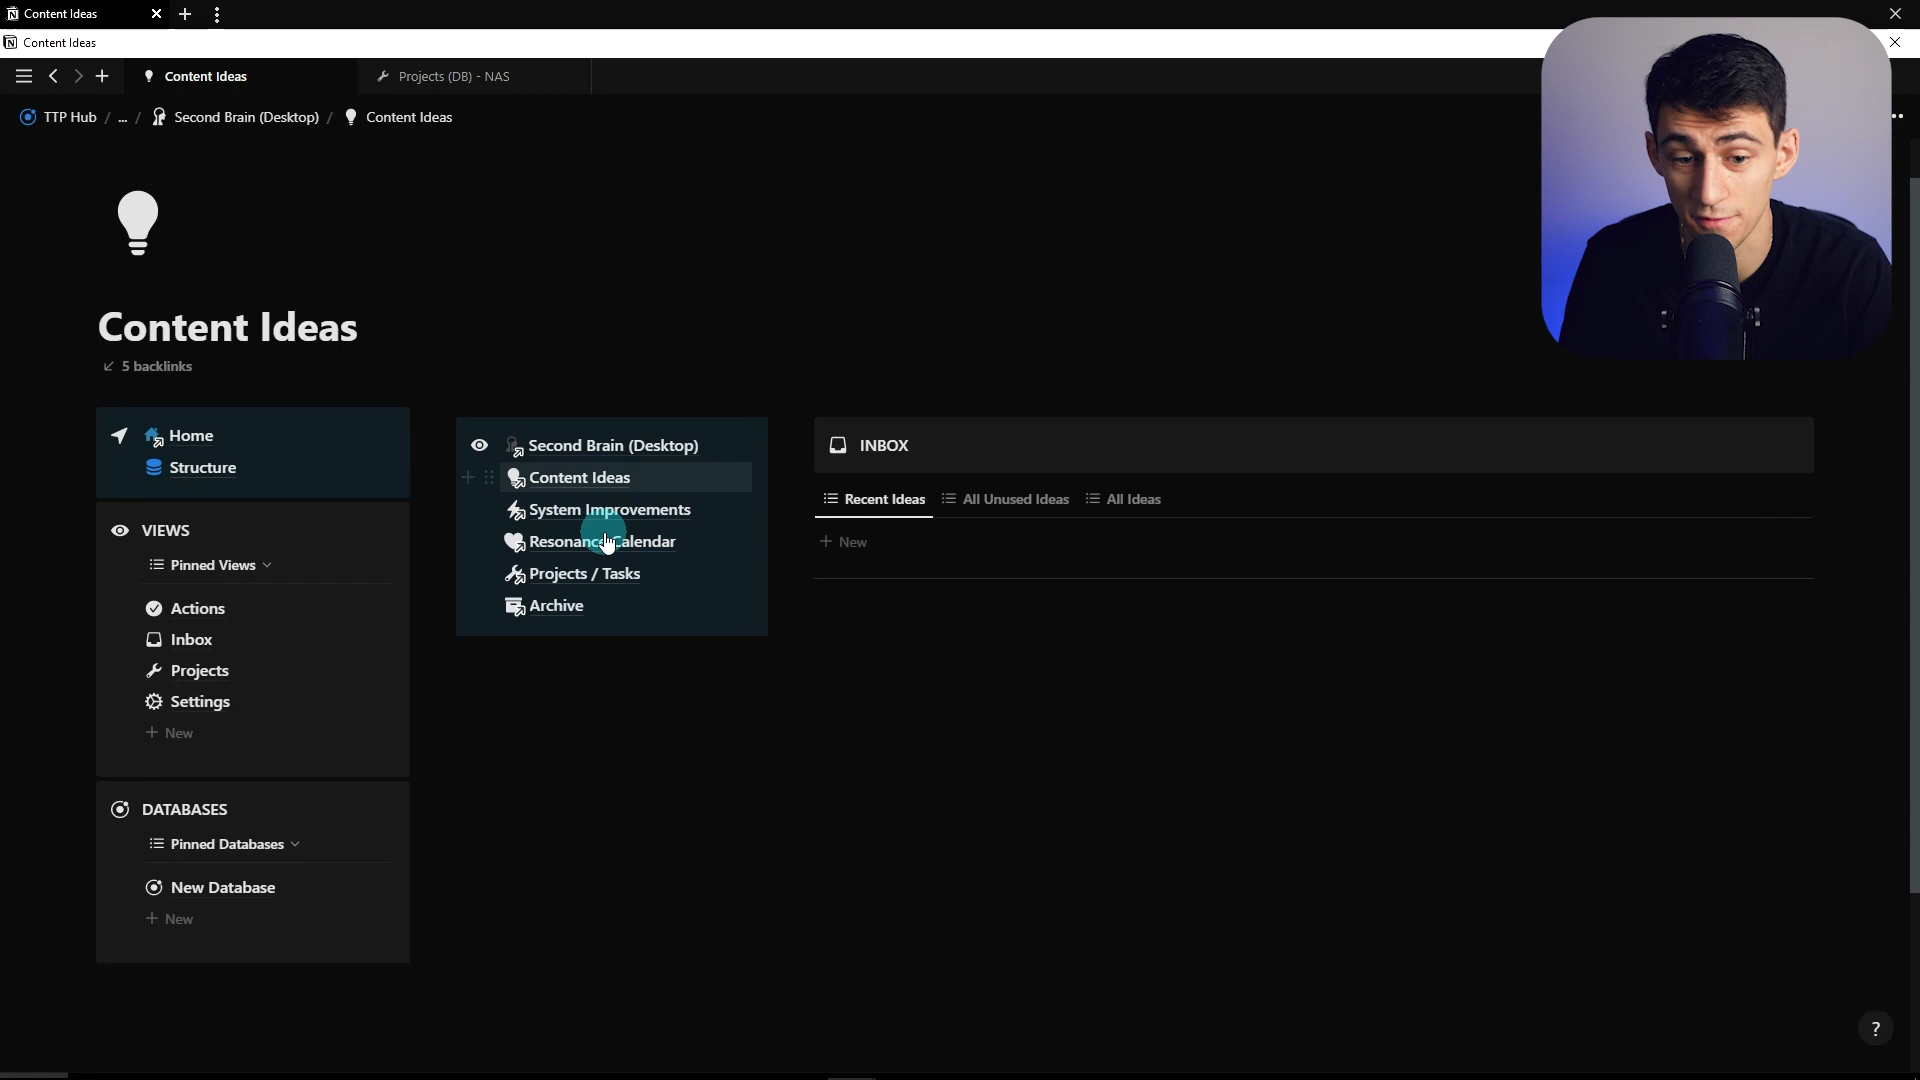 Content Ideas
Content Ideas
Content Ideas
Projects (DB) - NAS
TTP Hub / ... / Second Brain (Desktop) / Content Ideas
Content Ideas
5 backlinks
Home
Structure
VIEWS
Pinned Views
Actions
Inbox
Projects
Settings
+ New
DATABASES
Pinned Databases
New Database
+ New
Second Brain (Desktop)
Content Ideas
System Improvements
Resonance Calendar
Projects / Tasks
Archive
INBOX
Recent Ideas
All Unused Ideas
All Ideas
+ New
?